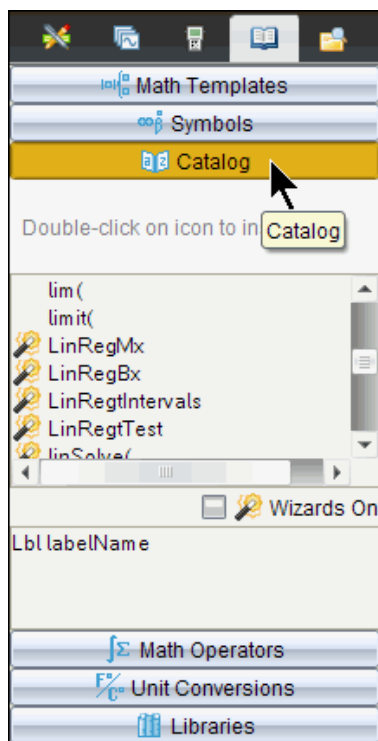 Math Templates
Symbols
Catalog
Double-click on icon to in
Catalog
lim(
limit(
LinRegMx
LinRegBx
LinRegtIntervals
LinRegtTest
linSolve(
Wizards On
Lbl labelName
Math Operators
Unit Conversions
Libraries